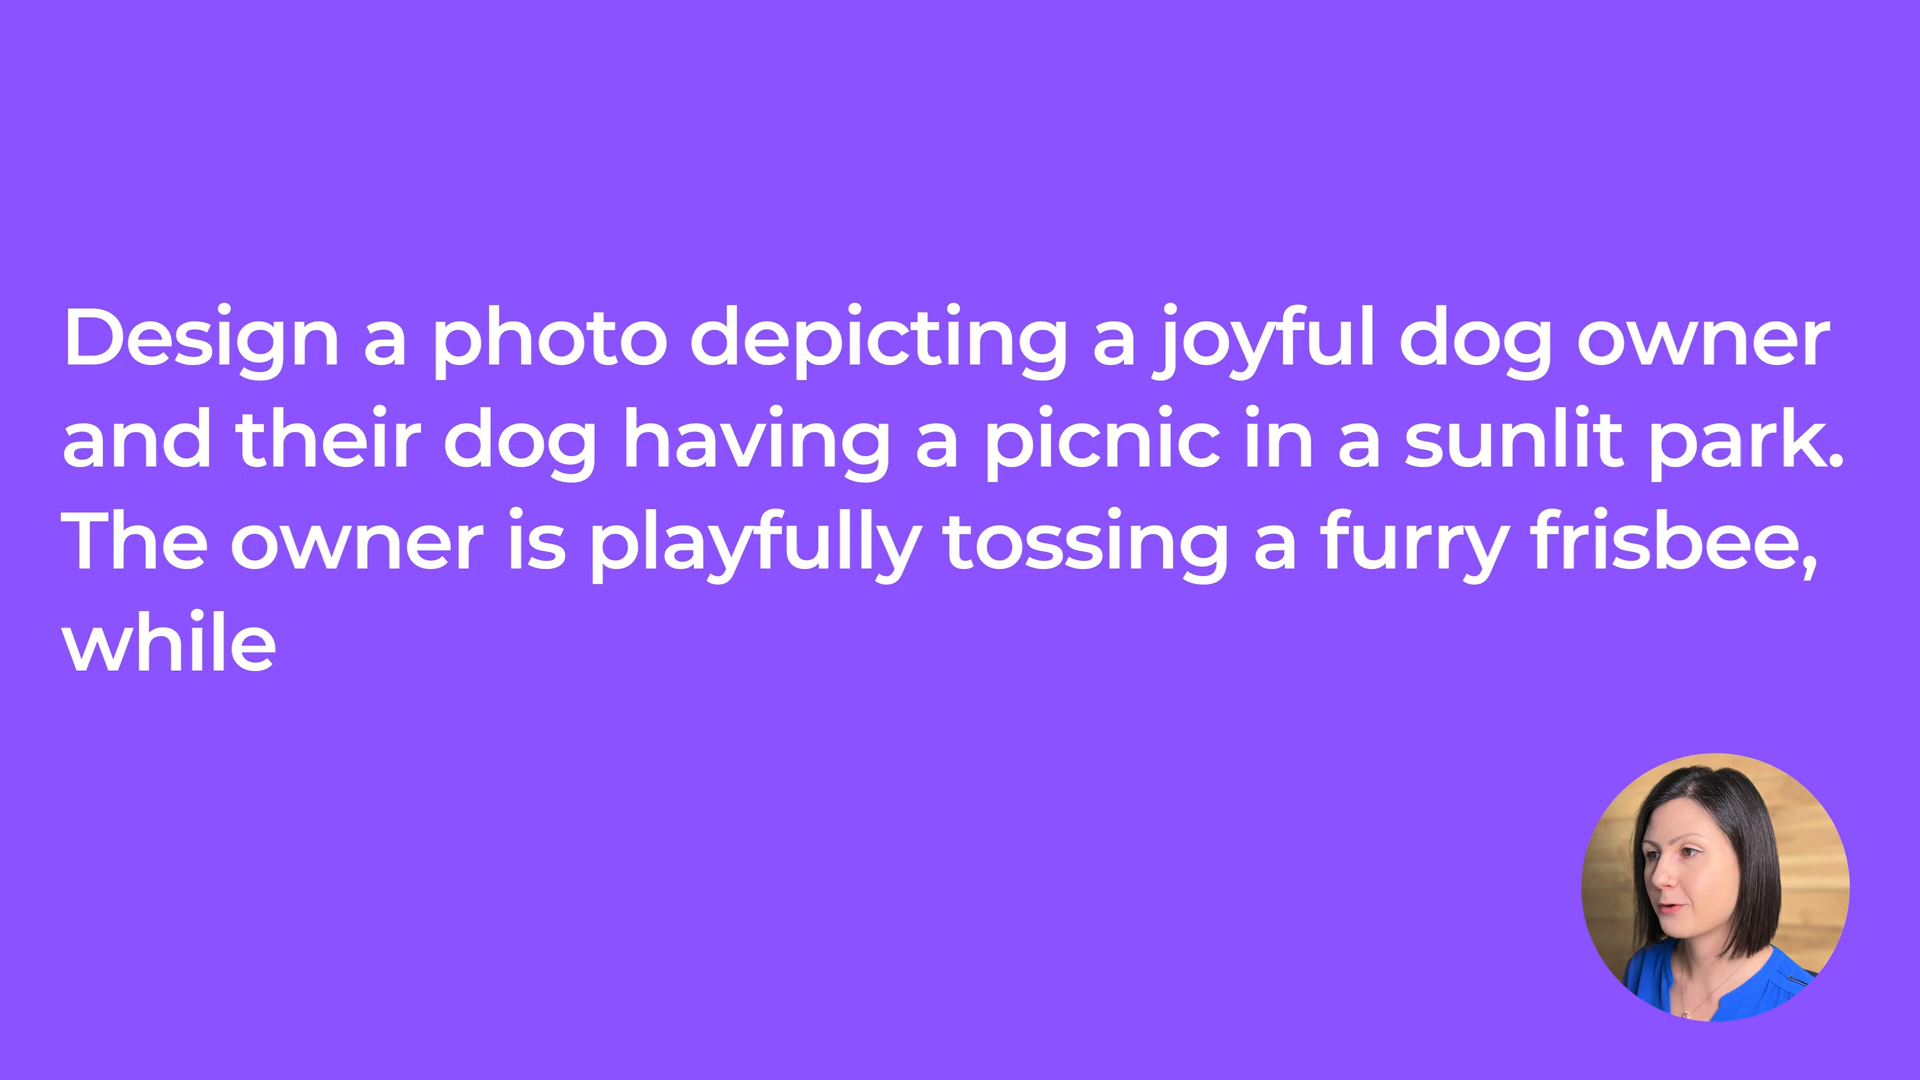 Design a photo depicting a joyful dog owner
and their dog having a picnic in a sunlit park.
The owner is playfully tossing a furry frisbee,
while